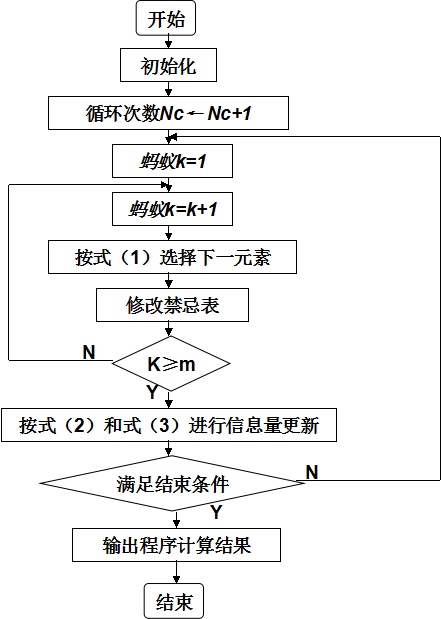 开始
初始化
循环次数Nc←Nc+1
蚂蚁k=1
蚂蚁k=k+1
按式（1）选择下一元素
修改禁忌表
N
K≥m
Y
按式（2）和式（3）进行信息量更新
N
满足结束条件
Y
输出程序计算结果
结束